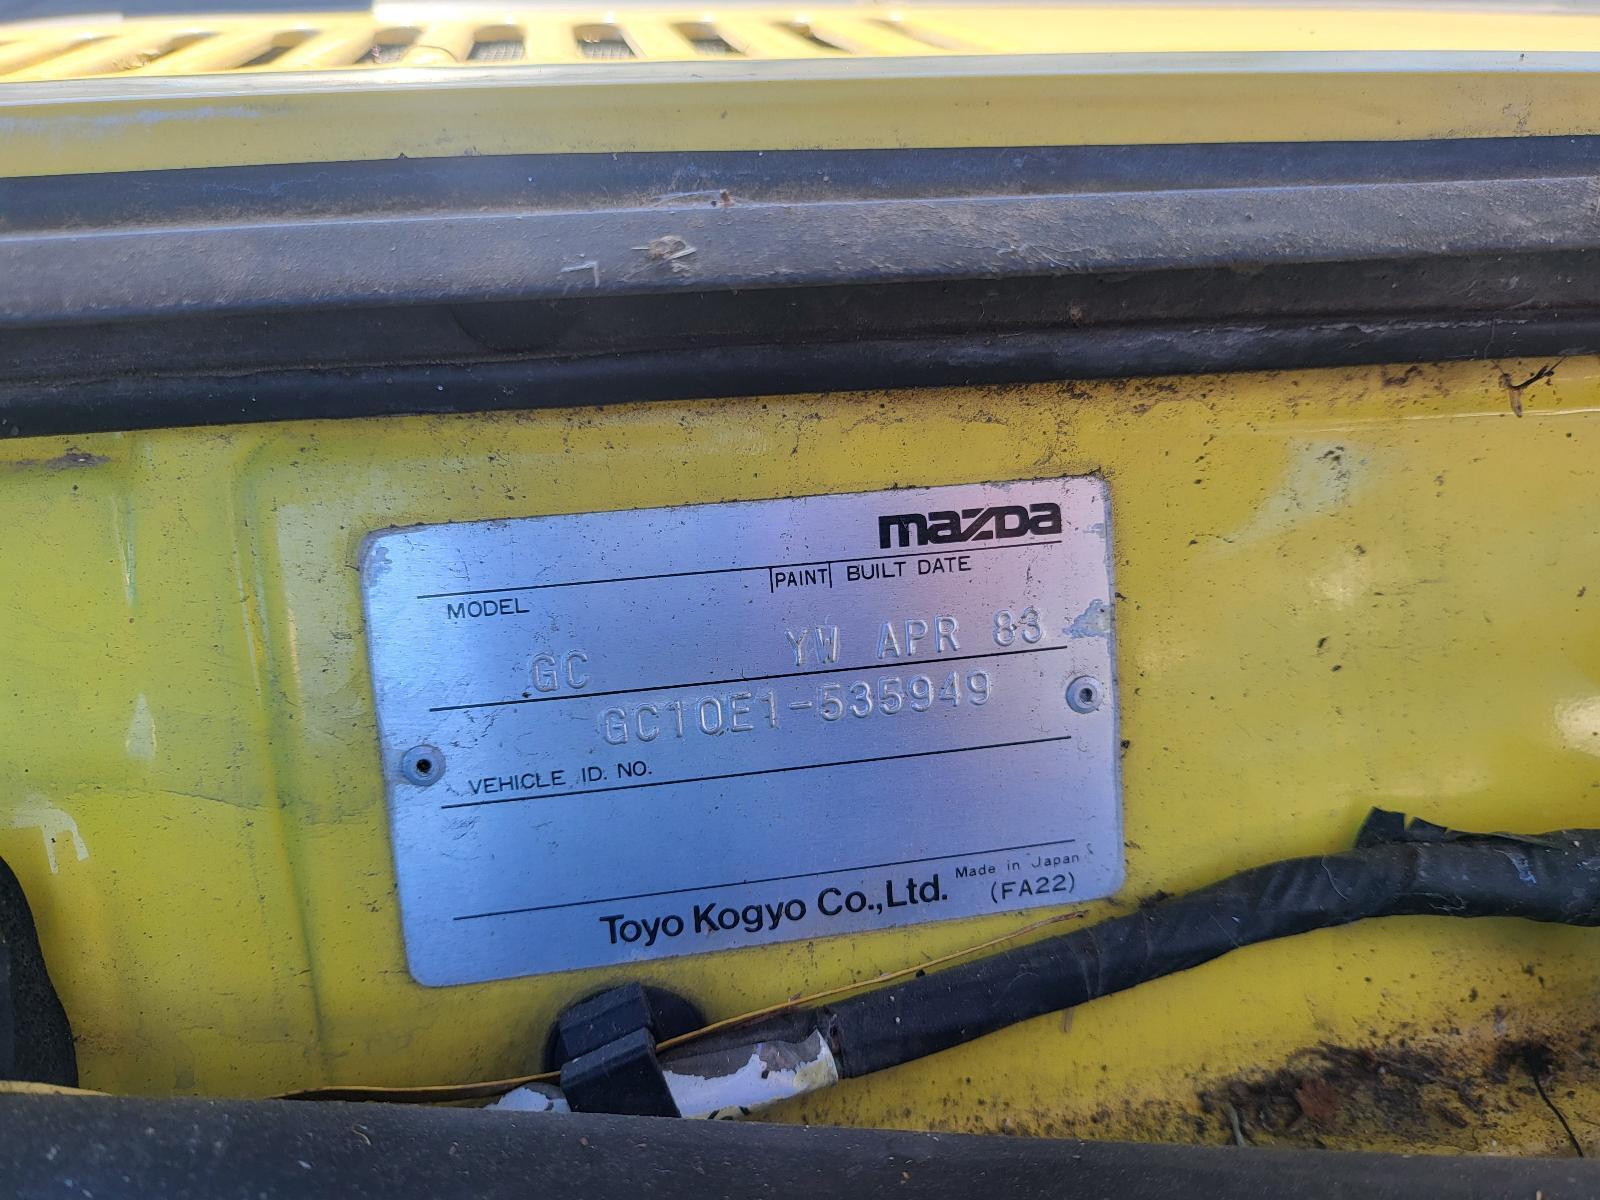 mazda
MODEL PAINT BUILT DATE
GC YW APR 83
GC10E1-535949
VEHICLE ID. NO.
Toyo Kogyo Co.,Ltd. Made in Japan
(FA22)